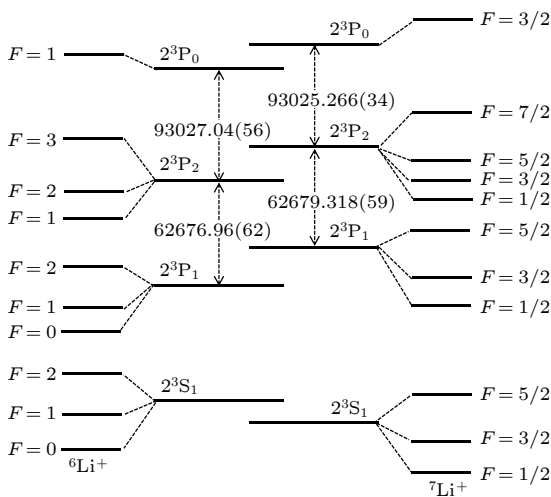 2³P₀
F = 3/2
F = 1
2³P₀
93025.266(34)
F = 7/2
93027.04(56)
F = 3
2³P₂
2³P₂
F = 5/2
F = 3/2
F = 2
F = 1/2
F = 1
62679.318(59)
62676.96(62)
2³P₁
F = 5/2
F = 2
2³P₁
F = 3/2
F = 1
F = 1/2
F = 0
F = 2
2³S₁
F = 5/2
F = 1
2³S₁
F = 3/2
F = 0
⁶Li⁺
F = 1/2
⁷Li⁺